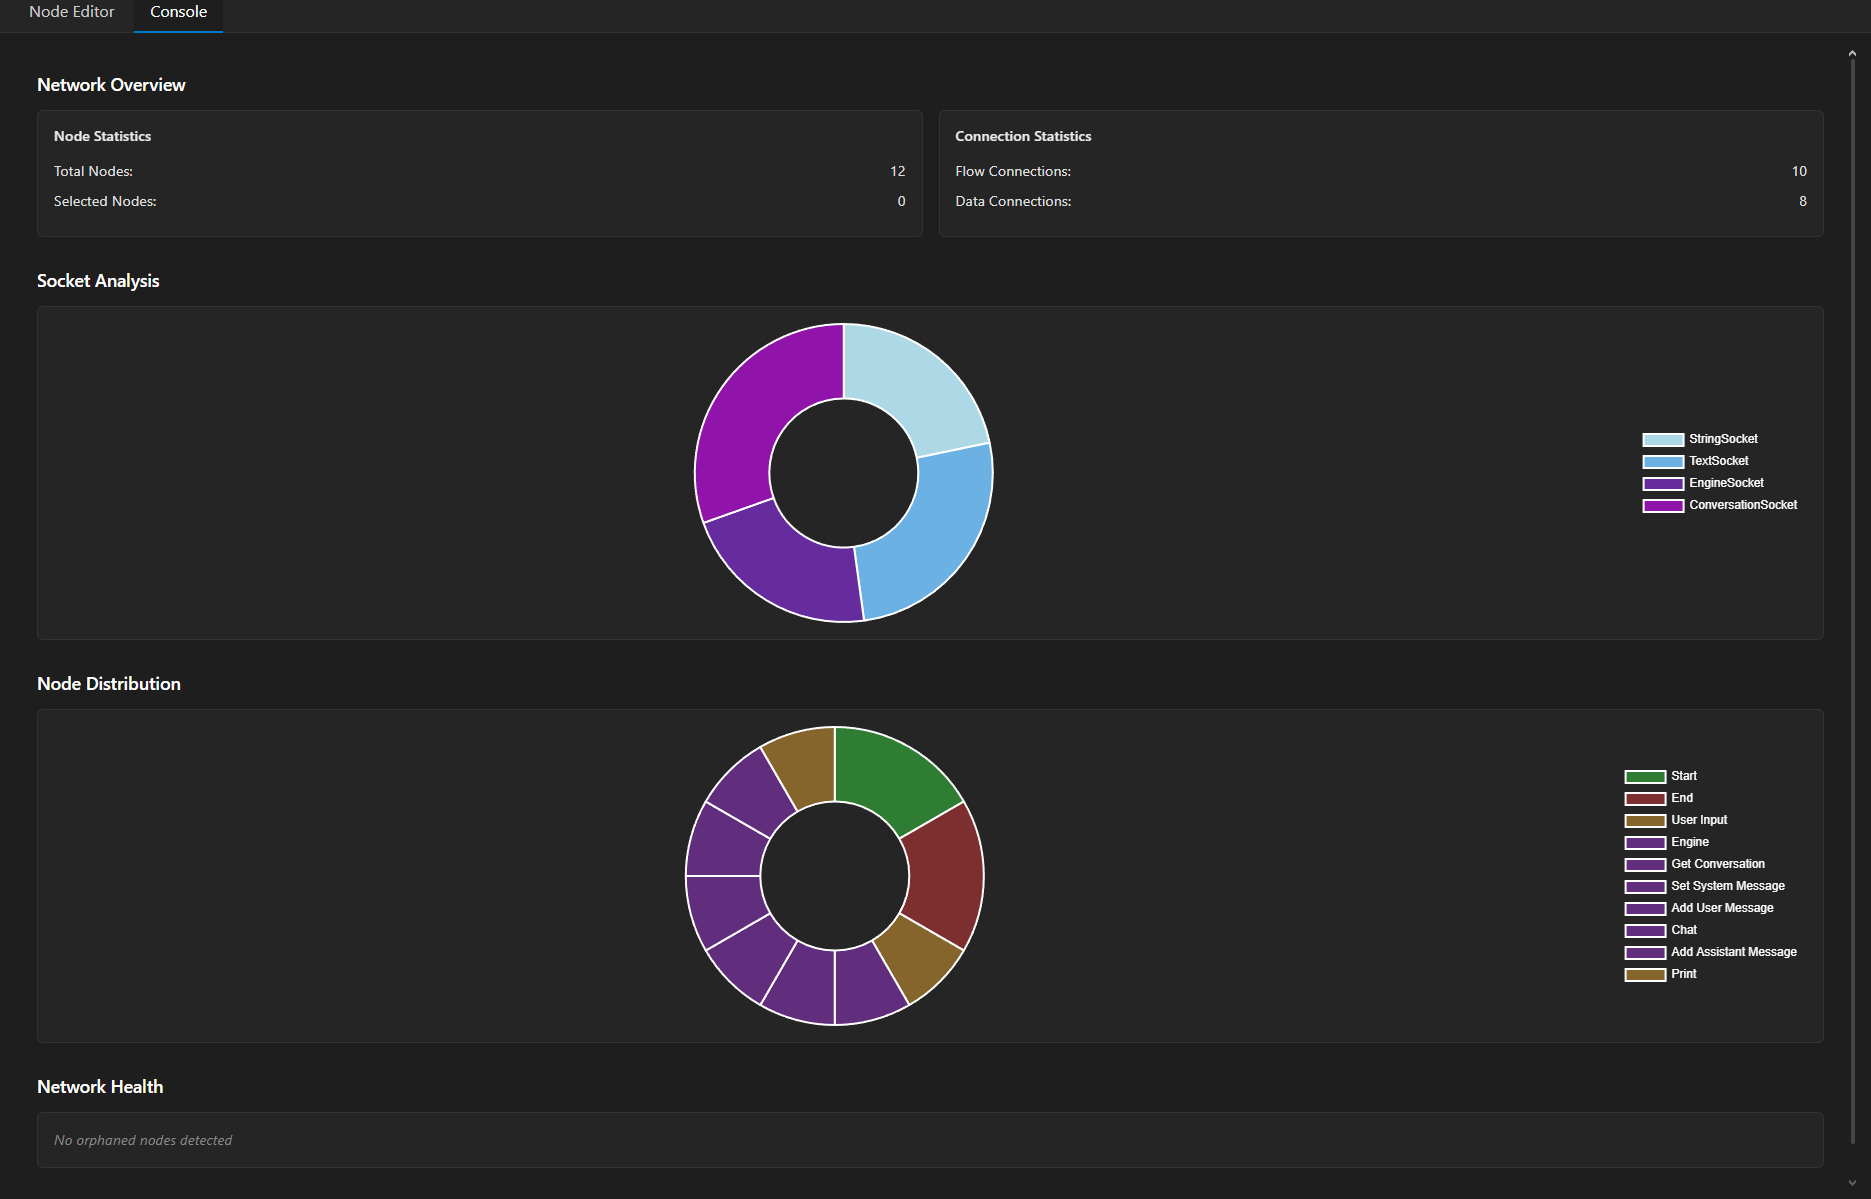 Node Editor
Console
Network Overview
Node Statistics
Total Nodes: 12
Selected Nodes: 0
Connection Statistics
Flow Connections: 10
Data Connections: 8
Socket Analysis
StringSocket
TextSocket
EngineSocket
ConversationSocket
Node Distribution
Start
End
User Input
Engine
Get Conversation
Set System Message
Add User Message
Chat
Add Assistant Message
Print
Network Health
No orphaned nodes detected